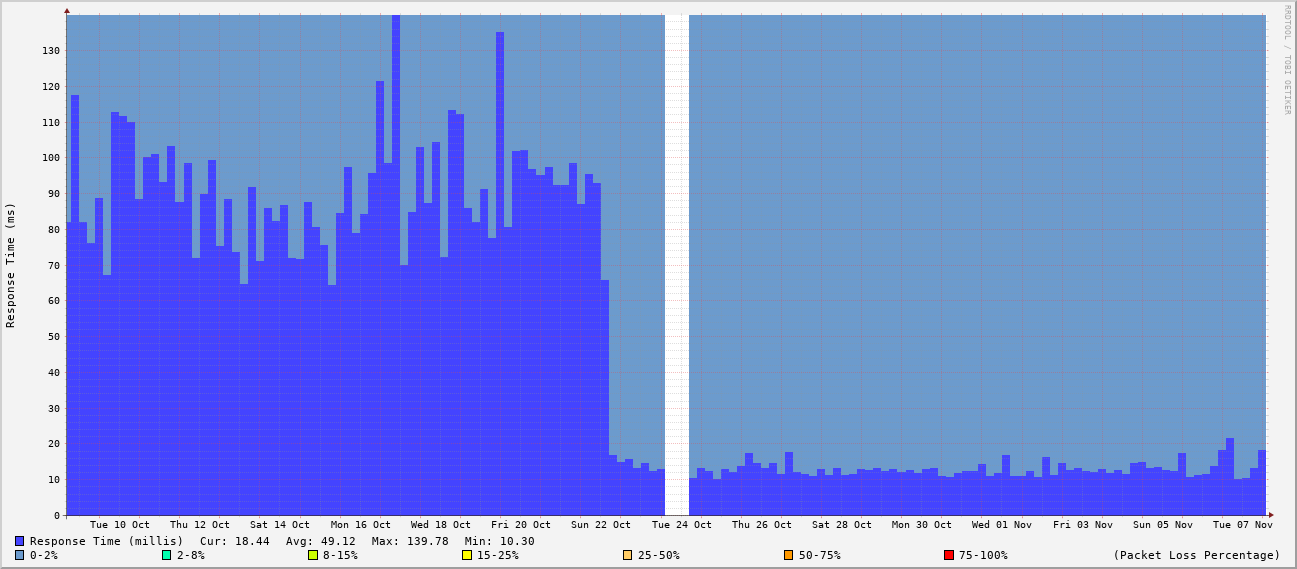 RRDTOOL / TOBI OETIKER
Response Time (ms)
130
120
110
100
90
80
70
60
50
40
30
20
10
0
Tue 10 Oct Thu 12 Oct Sat 14 Oct Mon 16 Oct Wed 18 Oct Fri 20 Oct Sun 22 Oct Tue 24 Oct Thu 26 Oct Sat 28 Oct Mon 30 Oct Wed 01 Nov Fri 03 Nov Sun 05 Nov Tue 07 Nov
Response Time (millis) Cur: 18.44 Avg: 49.12 Max: 139.78 Min: 10.30
0-2% 2-8% 8-15% 15-25% 25-50% 50-75% 75-100% (Packet Loss Percentage)